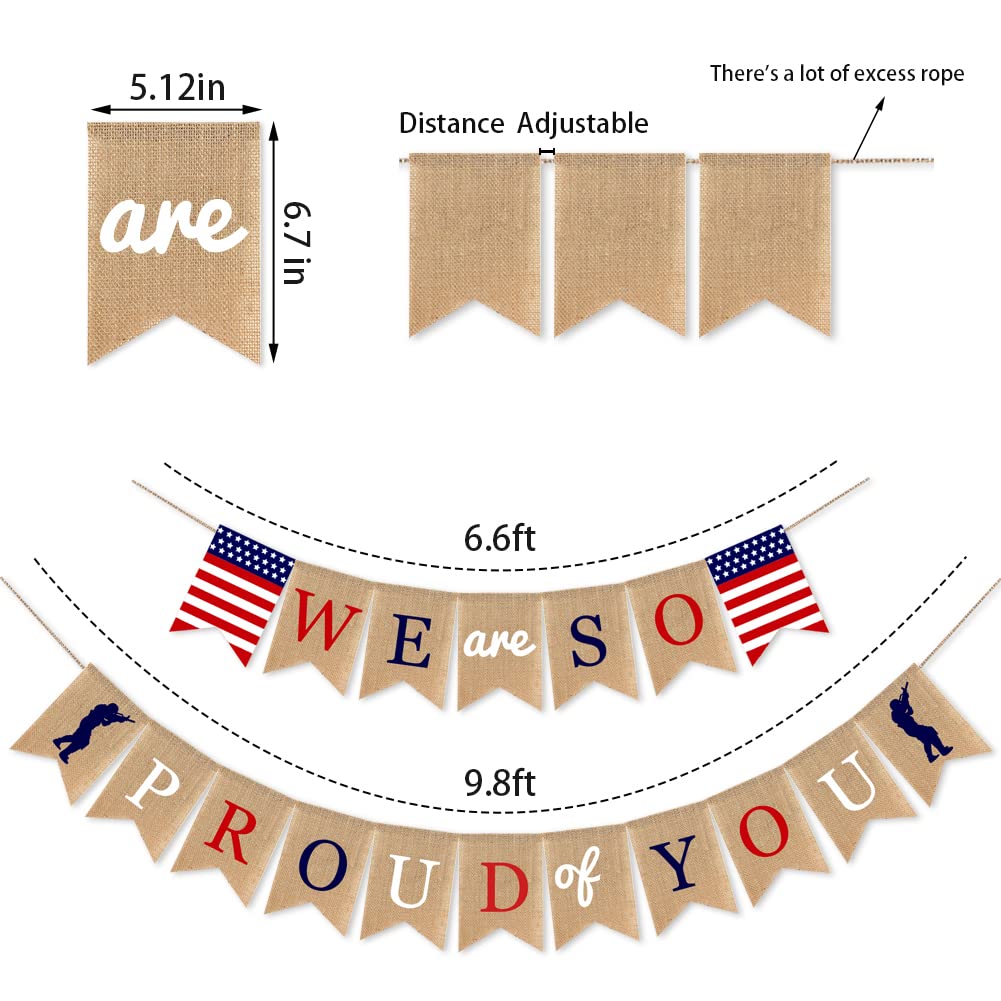 5.12in
There's a lot of excess rope
Distance Adjustable
are
6.7 in
6.6ft
WE are SO
9.8ft
PROUD of YOU